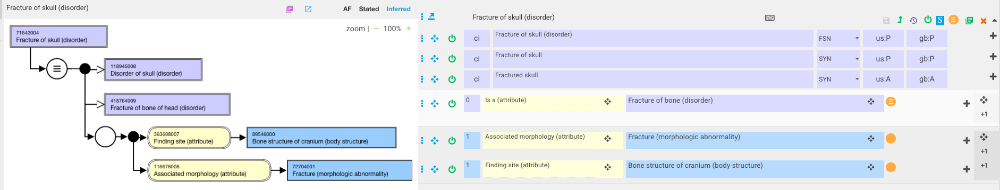 Fracture of skull (disorder)
AF Stated Inferred
zoom | − 100% +
71642004
Fracture of skull (disorder)
118945008
Disorder of skull (disorder)
418764009
Fracture of bone of head (disorder)
363698007
Finding site (attribute)
89546000
Bone structure of cranium (body structure)
116676008
Associated morphology (attribute)
72704001
Fracture (morphologic abnormality)
Fracture of skull (disorder)
S
ci Fracture of skull (disorder) FSN us:P gb:P
ci Fracture of skull SYN us:P gb:P
ci Fractured skull SYN us:A gb:A
0 Is a (attribute) Fracture of bone (disorder)
+1
1 Associated morphology (attribute) Fracture (morphologic abnormality)
+1
1 Finding site (attribute) Bone structure of cranium (body structure)
+1